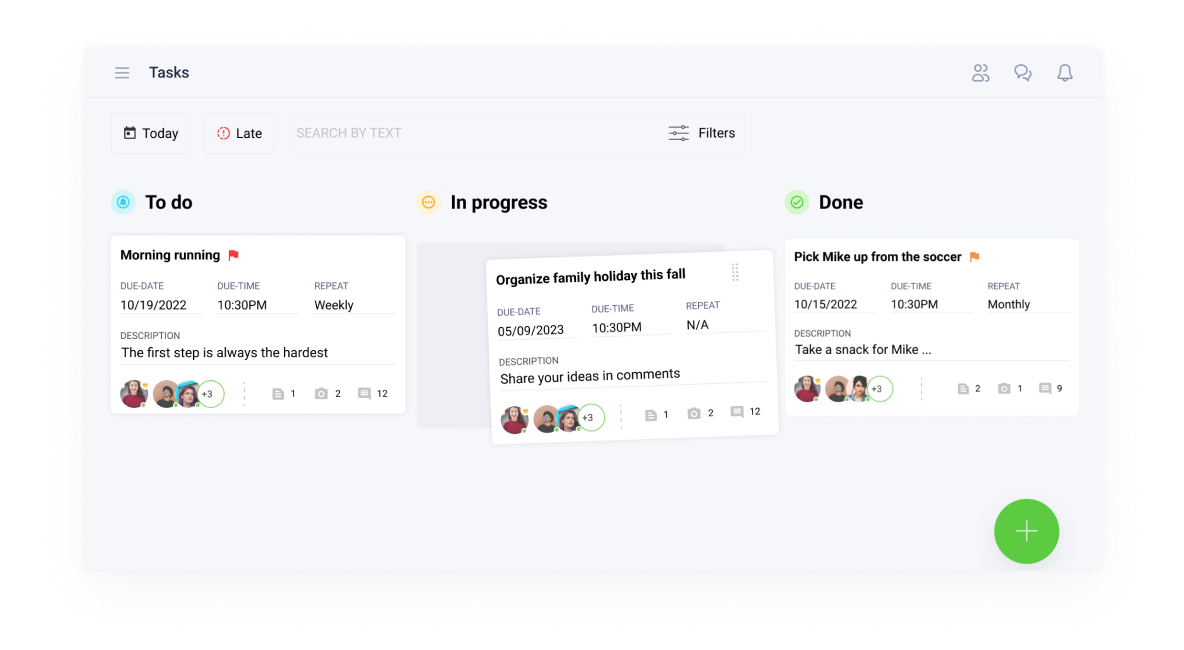 Tasks
Today
Late
SEARCH BY TEXT
Filters
To do
Morning running
DUE-DATE DUE-TIME REPEAT
10/19/2022 10:30PM Weekly
DESCRIPTION
The first step is always the hardest
+3 1 2 12
In progress
Organize family holiday this fall
DUE-DATE DUE-TIME REPEAT
05/09/2023 10:30PM N/A
DESCRIPTION
Share your ideas in comments
+3 1 2 12
Done
Pick Mike up from the soccer
DUE-DATE DUE-TIME REPEAT
10/15/2022 10:30PM Monthly
DESCRIPTION
Take a snack for Mike ...
+3 2 1 9